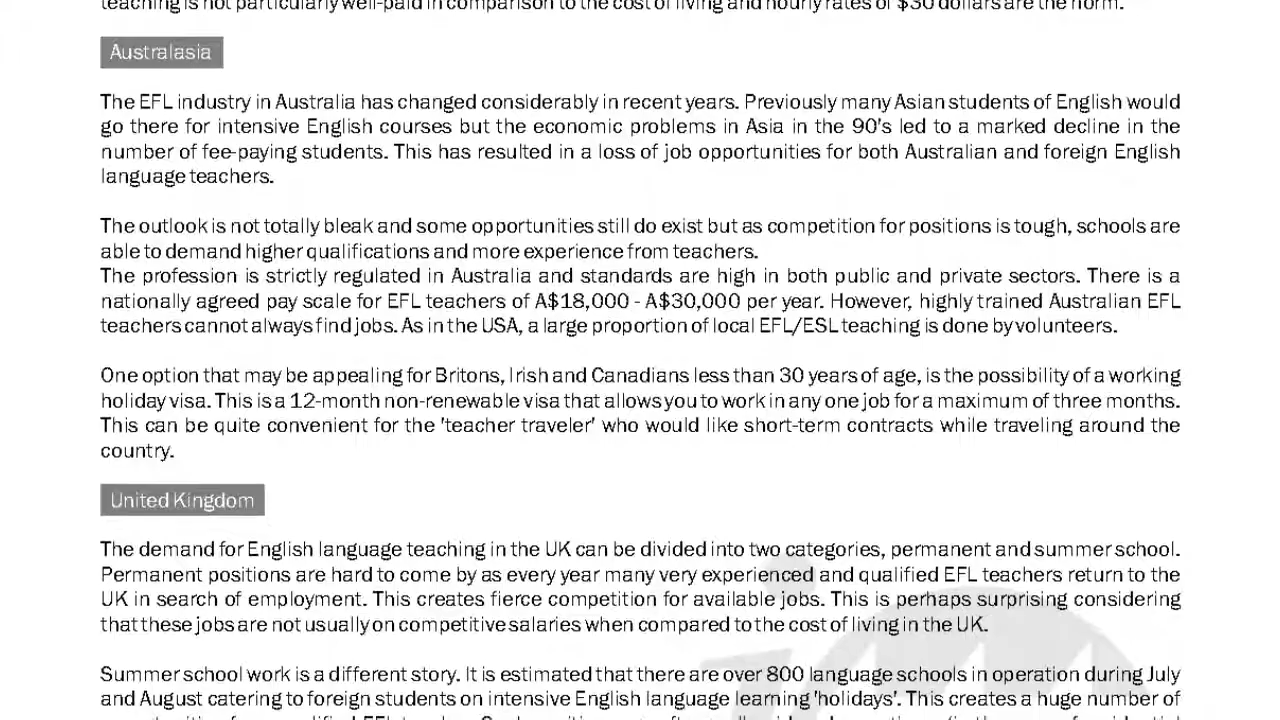 teaching is not particularly well-paid in comparison to the cost of living and hourly rates of $30 dollars are the norm.
Australasia
The EFL industry in Australia has changed considerably in recent years. Previously many Asian students of English would
go there for intensive English courses but the economic problems in Asia in the 90's led to a marked decline in the
number of fee-paying students. This has resulted in a loss of job opportunities for both Australian and foreign English
language teachers.
The outlook is not totally bleak and some opportunities still do exist but as competition for positions is tough, schools are
able to demand higher qualifications and more experience from teachers.
The profession is strictly regulated in Australia and standards are high in both public and private sectors. There is a
nationally agreed pay scale for EFL teachers of A$18,000 - A$30,000 per year. However, highly trained Australian EFL
teachers cannot always find jobs. As in the USA, a large proportion of local EFL/ESL teaching is done by volunteers.
One option that may be appealing for Britons, Irish and Canadians less than 30 years of age, is the possibility of a working
holiday visa. This is a 12-month non-renewable visa that allows you to work in any one job for a maximum of three months.
This can be quite convenient for the 'teacher traveler' who would like short-term contracts while traveling around the
country.
United Kingdom
The demand for English language teaching in the UK can be divided into two categories, permanent and summer school.
Permanent positions are hard to come by as every year many very experienced and qualified EFL teachers return to the
UK in search of employment. This creates fierce competition for available jobs. This is perhaps surprising considering
that these jobs are not usually on competitive salaries when compared to the cost of living in the UK.
Summer school work is a different story. It is estimated that there are over 800 language schools in operation during July
and August catering to foreign students on intensive English language learning 'holidays'. This creates a huge number of